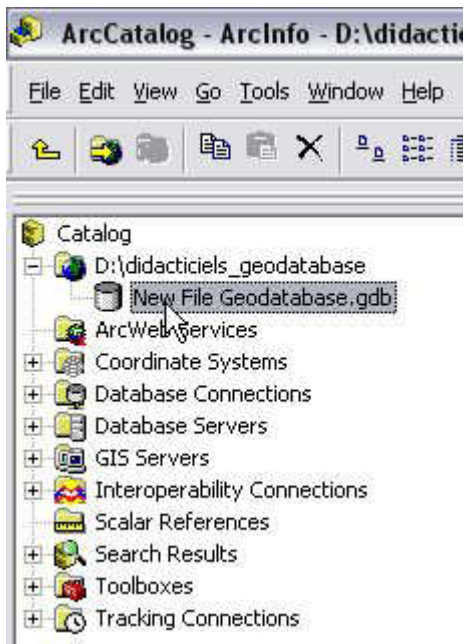 ArcCatalog - ArcInfo - D:\didactic
File Edit View Go Tools Window Help
Catalog
D:\didacticiels_geodatabase
New File Geodatabase.gdb
ArcWeb Services
Coordinate Systems
Database Connections
Database Servers
GIS Servers
Interoperability Connections
Scalar References
Search Results
Toolboxes
Tracking Connections